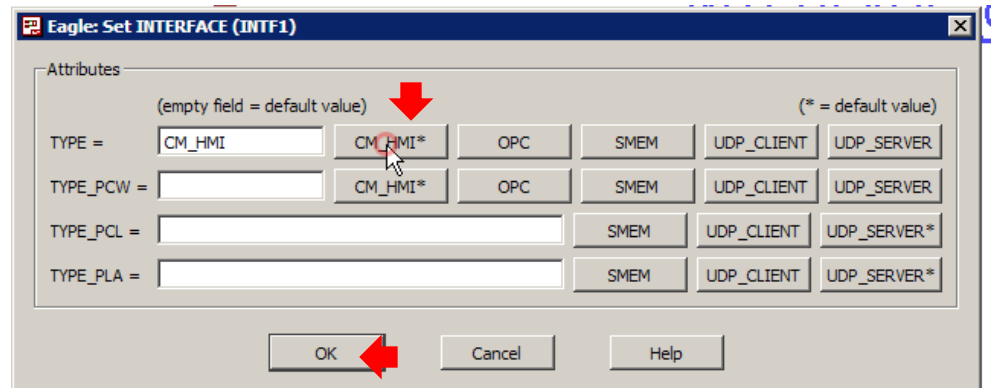 Eagle: Set INTERFACE (INTF1)
Attributes
(empty field = default value) (* = default value)
TYPE = CM_HMI CM_HMI* OPC SMEM UDP_CLIENT UDP_SERVER
TYPE_PCW = CM_HMI* OPC SMEM UDP_CLIENT UDP_SERVER
TYPE_PCL = SMEM UDP_CLIENT UDP_SERVER*
TYPE_PLA = SMEM UDP_CLIENT UDP_SERVER*
OK Cancel Help